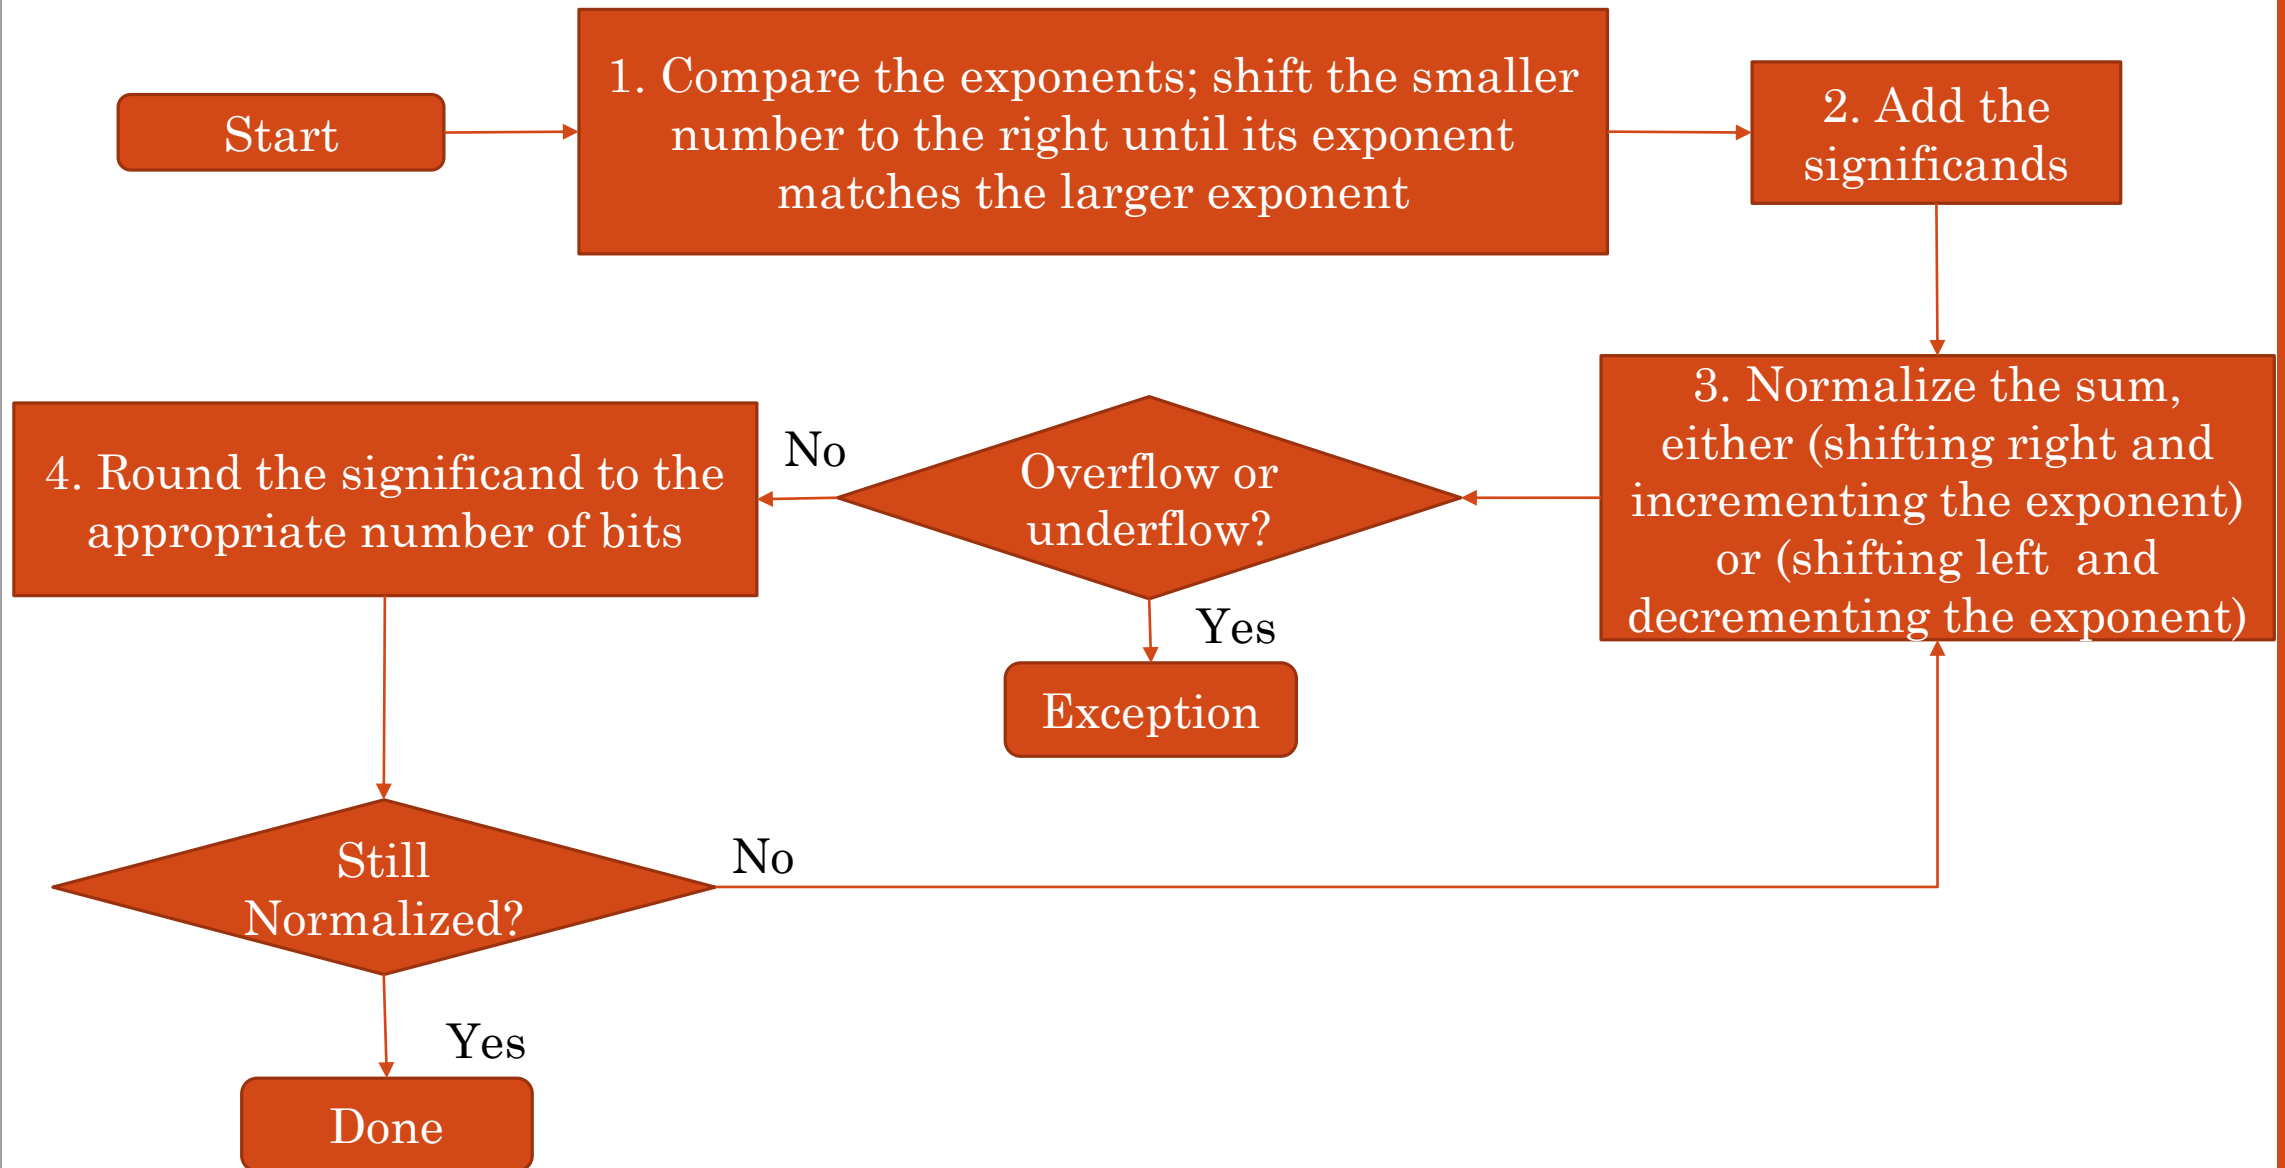 Start
1. Compare the exponents; shift the smaller
number to the right until its exponent
matches the larger exponent
2. Add the
significands
3. Normalize the sum,
either (shifting right and
incrementing the exponent)
or (shifting left and
decrementing the exponent)
Overflow or
underflow?
No
Yes
Exception
4. Round the significand to the
appropriate number of bits
Still
Normalized?
No
Yes
Done